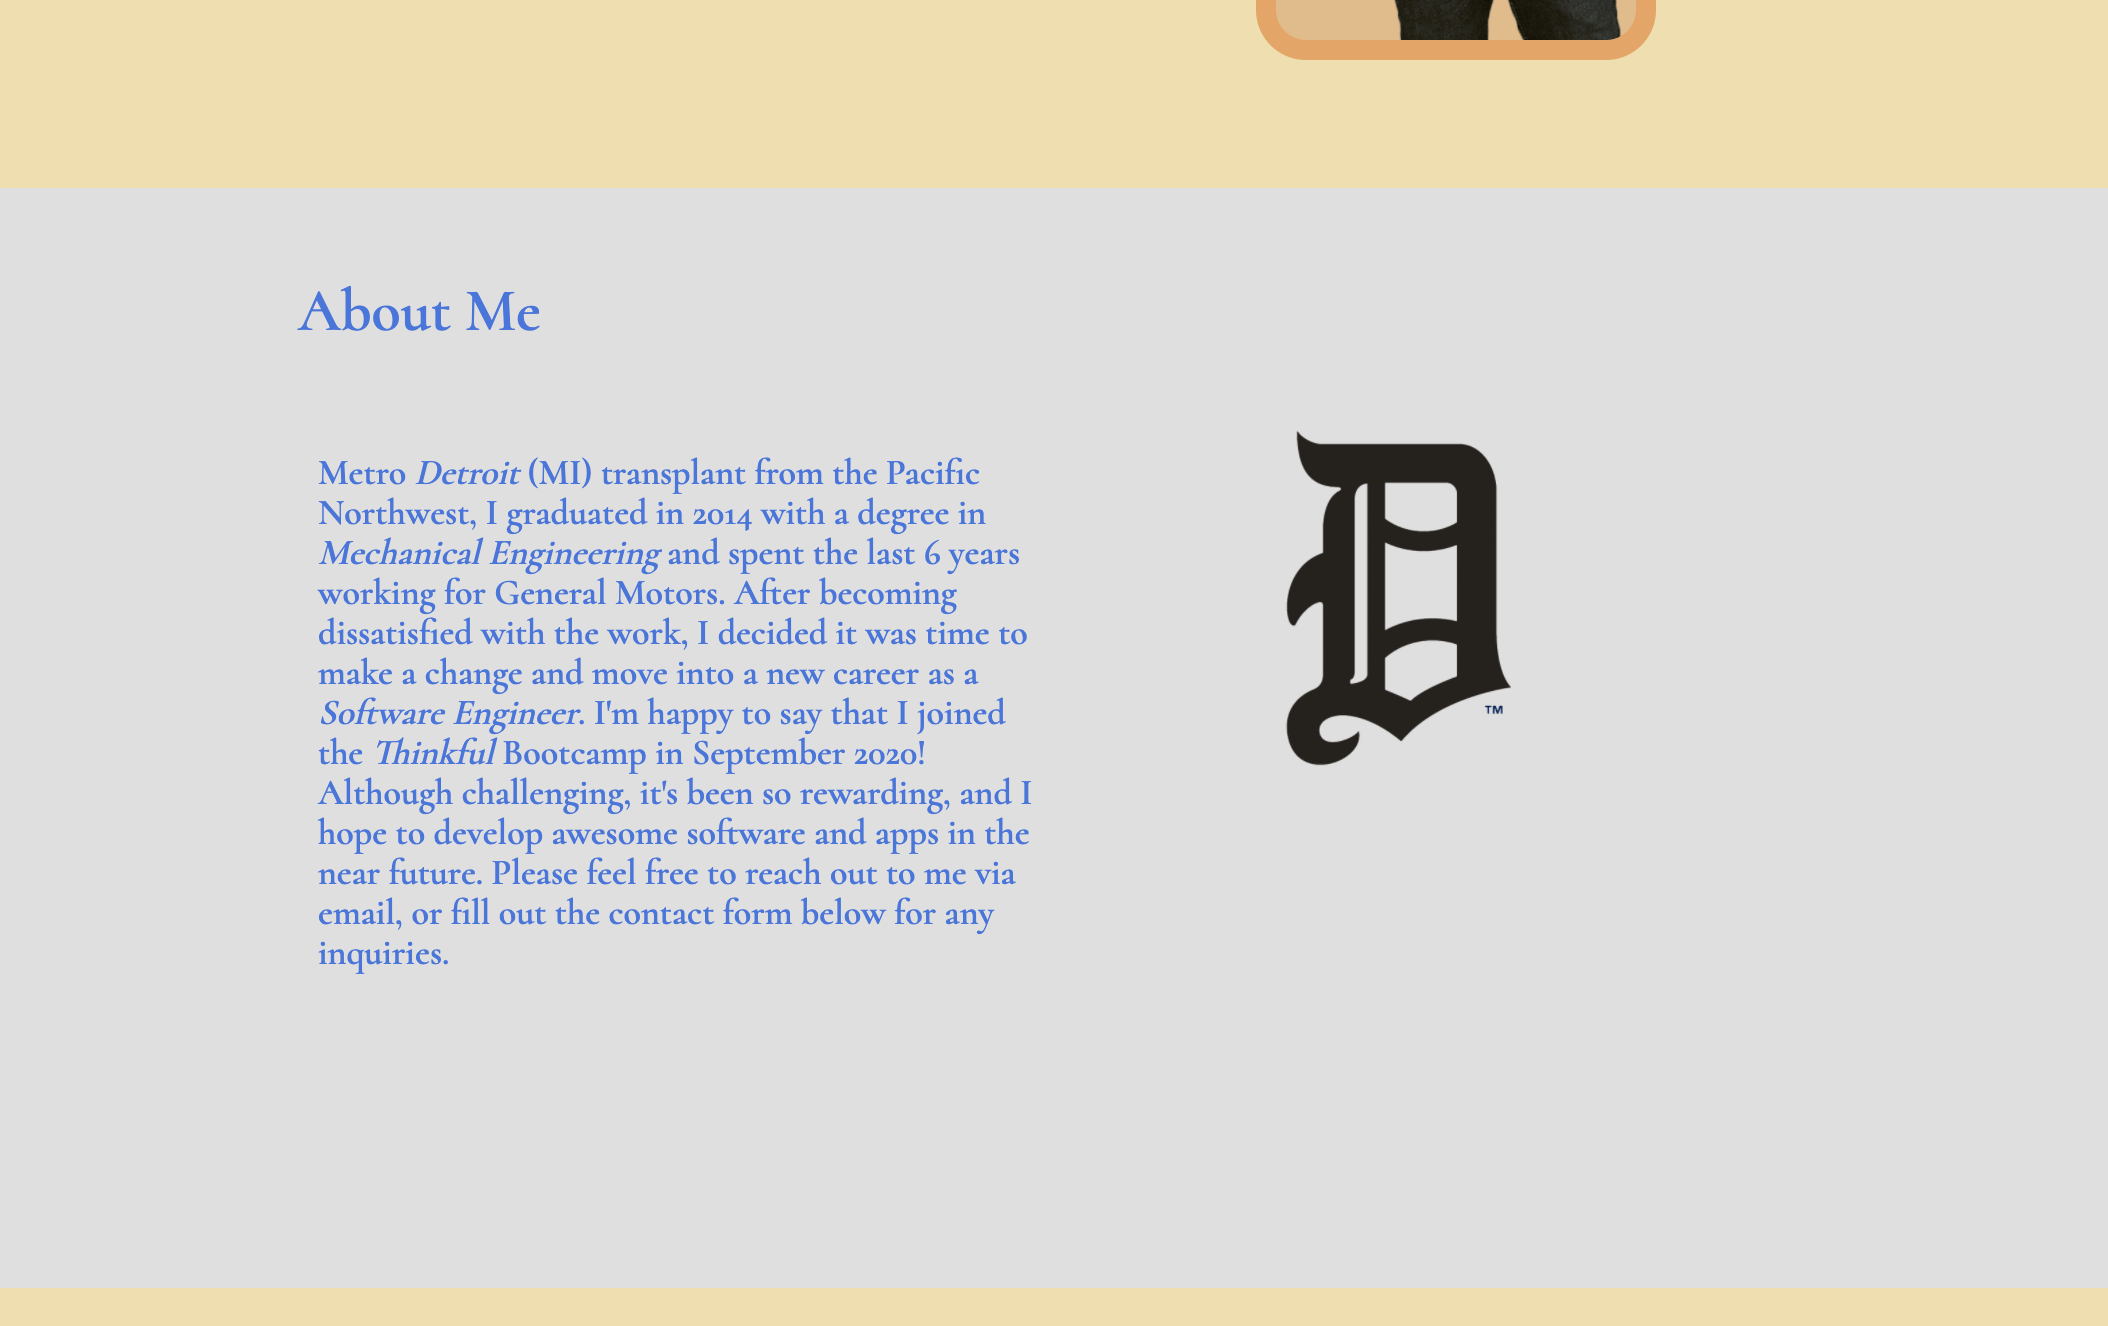 About Me
Metro Detroit (MI) transplant from the Pacific
Northwest, I graduated in 2014 with a degree in
Mechanical Engineering and spent the last 6 years
working for General Motors. After becoming
dissatisfied with the work, I decided it was time to
make a change and move into a new career as a
Software Engineer. I'm happy to say that I joined
the Thinkful Bootcamp in September 2020!
Although challenging, it's been so rewarding, and I
hope to develop awesome software and apps in the
near future. Please feel free to reach out to me via
email, or fill out the contact form below for any
inquiries.
D
TM